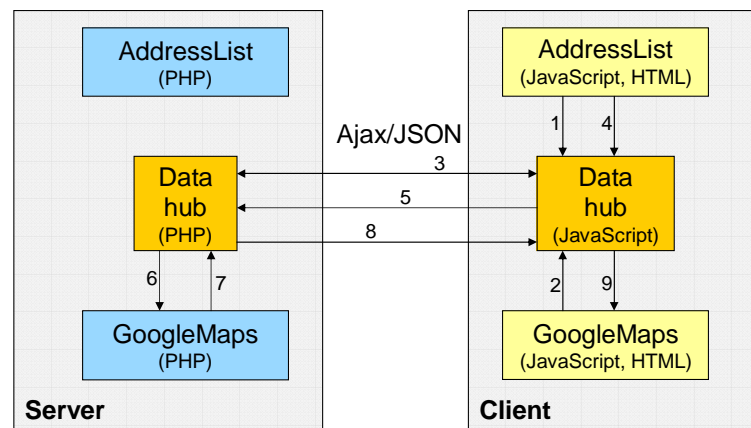 AddressList
(PHP)
AddressList
(JavaScript, HTML)
1
4
Ajax/JSON
3
Data
hub
(PHP)
5
Data
hub
(JavaScript)
8
6
7
2
9
GoogleMaps
(PHP)
GoogleMaps
(JavaScript, HTML)
Server
Client